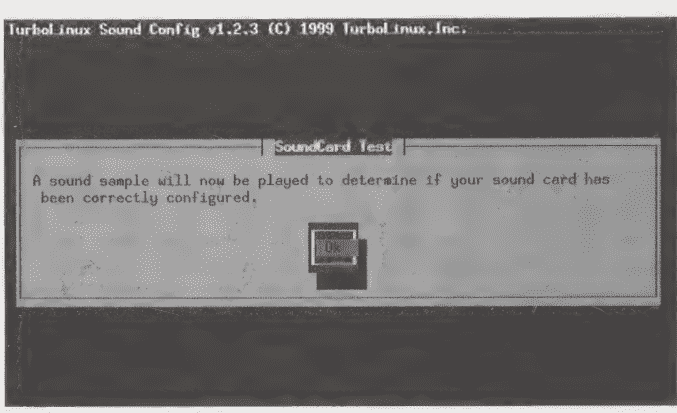 TurboLinux Sound Config v1.2.3 (C) 1999 TurboLinux,Inc.
SoundCard Test
A sound sample will now be played to determine if your sound card has
been correctly configured.
Ok